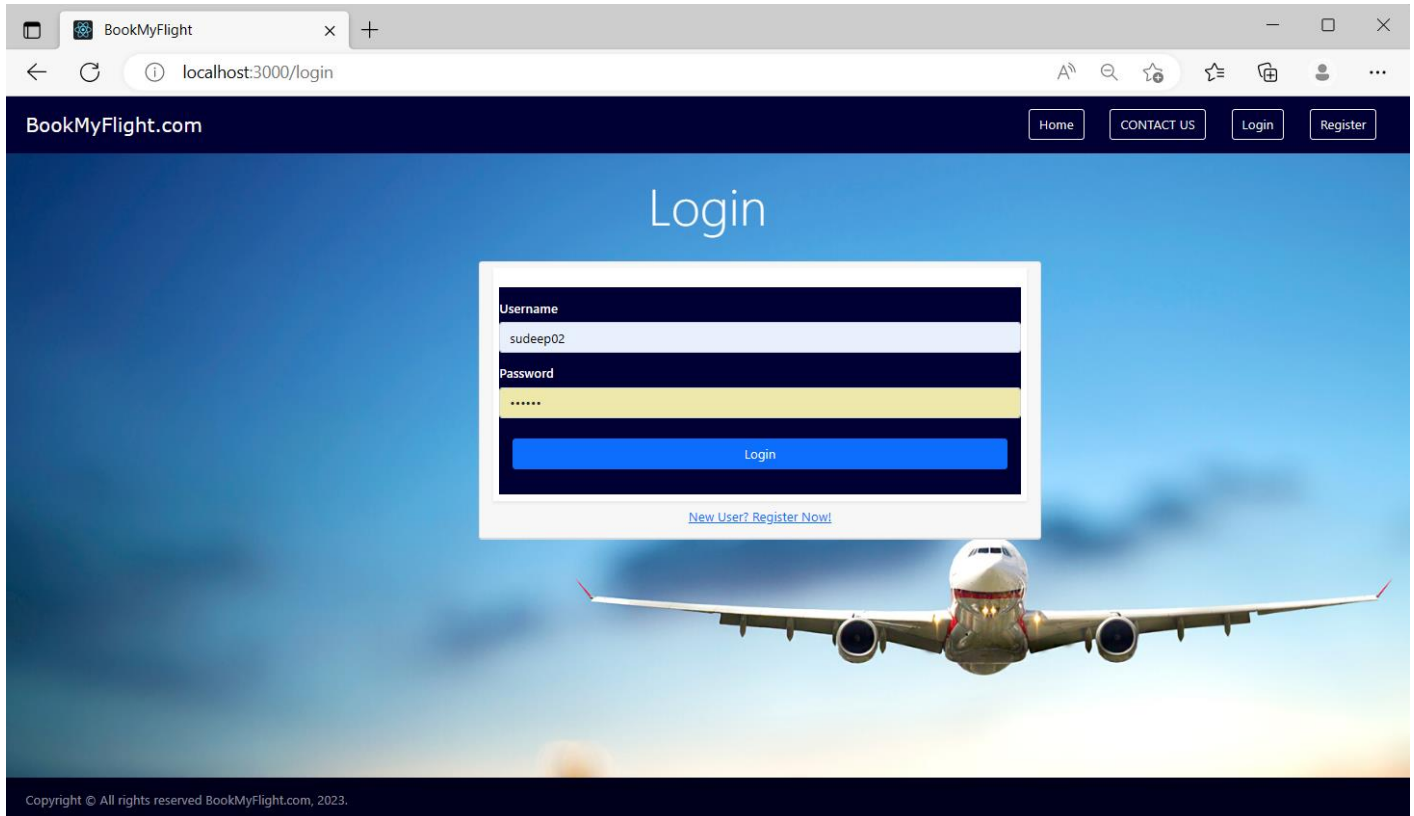 BookMyFlight
localhost:3000/login
BookMyFlight.com
Home CONTACT US Login Register
Login
Username
sudeep02
Password
••••••
Login
New User? Register Now!
Copyright © All rights reserved BookMyFlight.com, 2023.